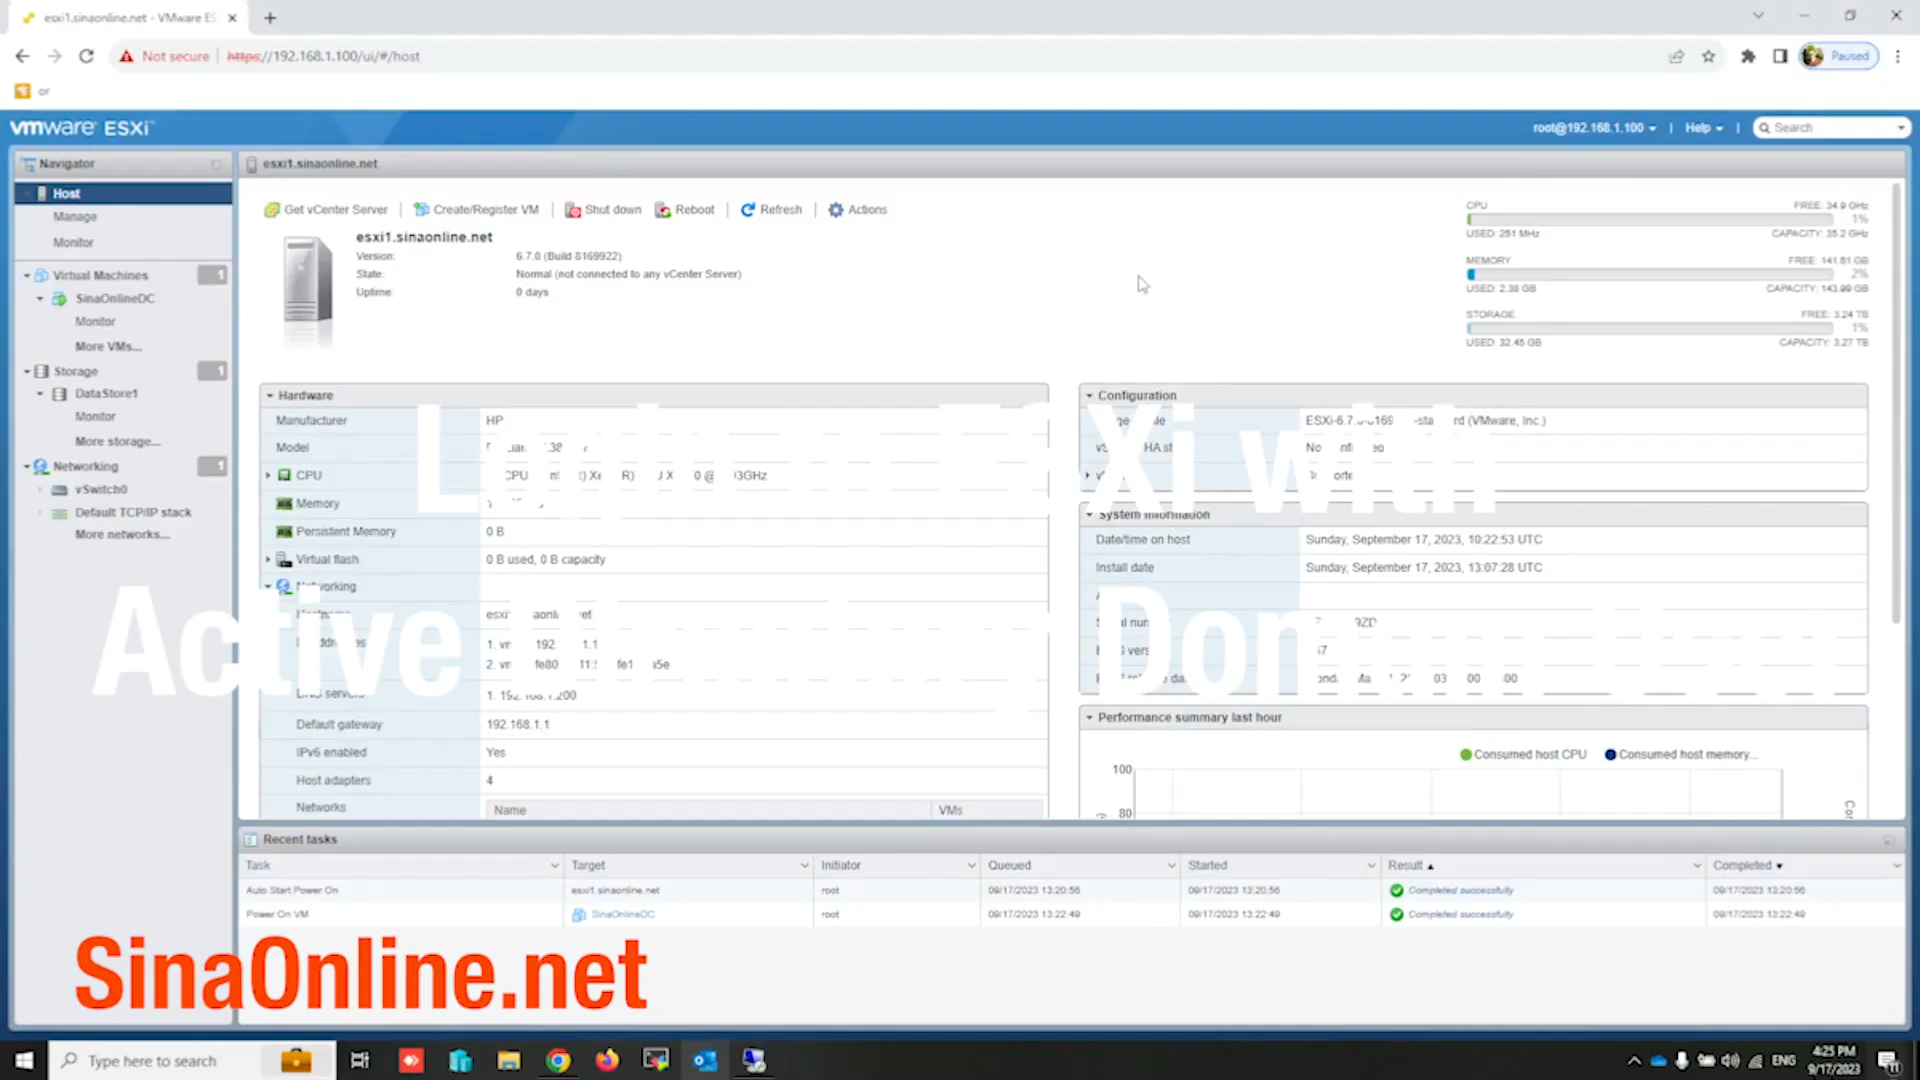 esxi1.sinaonline.net - VMware ES
Not secure
https://192.168.1.100/ui/#/host
Paused
or
vmware ESXi
root@192.168.1.100
Help
Search
Navigator
esxi1.sinaonline.net
Host
Manage
Monitor
Virtual Machines 1
SinaOnlineDC
Monitor
More VMs...
Storage 1
DataStore1
Monitor
More storage...
Networking 1
vSwitch0
Default TCP/IP stack
More networks...
Get vCenter Server
Create/Register VM
Shut down
Reboot
Refresh
Actions
esxi1.sinaonline.net
Version: 6.7.0 (Build 8169922)
State: Normal (not connected to any vCenter Server)
Uptime: 0 days
CPU FREE: 34.9 GHz
1%
USED: 251 MHz CAPACITY: 35.2 GHz
MEMORY FREE: 141.61 GB
2%
USED: 2.38 GB CAPACITY: 143.99 GB
STORAGE FREE: 3.24 TB
1%
USED: 32.45 GB CAPACITY: 3.27 TB
Hardware
Manufacturer HP
Model
CPU
Memory
Persistent Memory 0 B
Virtual flash 0 B used, 0 B capacity
Networking
Default gateway 192.168.1.1
IPv6 enabled Yes
Host adapters 4
Networks Name VMs
Configuration
System Information
Date/time on host Sunday, September 17, 2023, 10:22:53 UTC
Install date Sunday, September 17, 2023, 13:07:28 UTC
Performance summary last hour
Consumed host CPU
Consumed host memory...
100
80
ESXi with
Active
Recent tasks
Task Target Initiator Queued Started Result Completed
Auto Start Power On esxi1.sinaonline.net root 09/17/2023 13:20:56 09/17/2023 13:20:56 Completed successfully 09/17/2023 13:20:56
Power On VM SinaOnlineDC root 09/17/2023 13:22:49 09/17/2023 13:22:49 Completed successfully 09/17/2023 13:22:49
SinaOnline.net
Type here to search
ENG
4:25 PM
9/17/2023